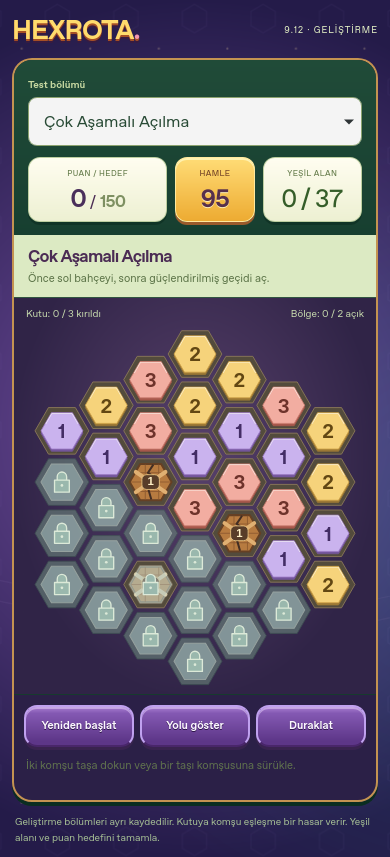 HEXROTA.
9.12 · GELİŞTİRME
Test bölümü
Çok Aşamalı Açılma
PUAN / HEDEF
0 / 150
HAMLE
95
YEŞİL ALAN
0 / 37
Çok Aşamalı Açılma
Önce sol bahçeyi, sonra güçlendirilmiş geçidi aç.
Kutu: 0 / 3 kırıldı
Bölge: 0 / 2 açık
2
3 2
2 2 3
1 3 1 2
1 1
1 3 2
3 3
1 1
1
2
Yeniden başlat
Yolu göster
Duraklat
İki komşu taşa dokun veya bir taşı komşusuna sürükle.
Geliştirme bölümleri ayrı kaydedilir. Kutuya komşu eşleşme bir hasar verir. Yeşil
alanı ve puan hedefini tamamla.